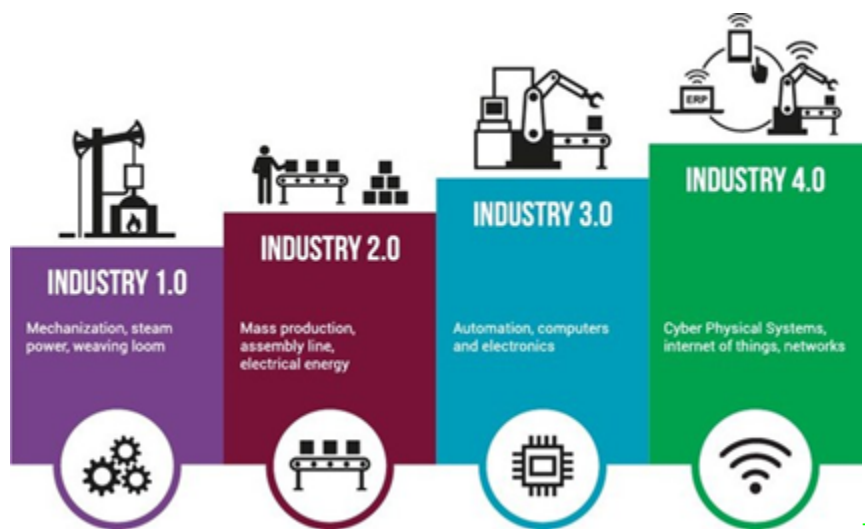 ERP
INDUSTRY 1.0
Mechanization, steam
power, weaving loom
INDUSTRY 2.0
Mass production,
assembly line,
electrical energy
INDUSTRY 3.0
Automation, computers
and electronics
INDUSTRY 4.0
Cyber Physical Systems,
internet of things, networks